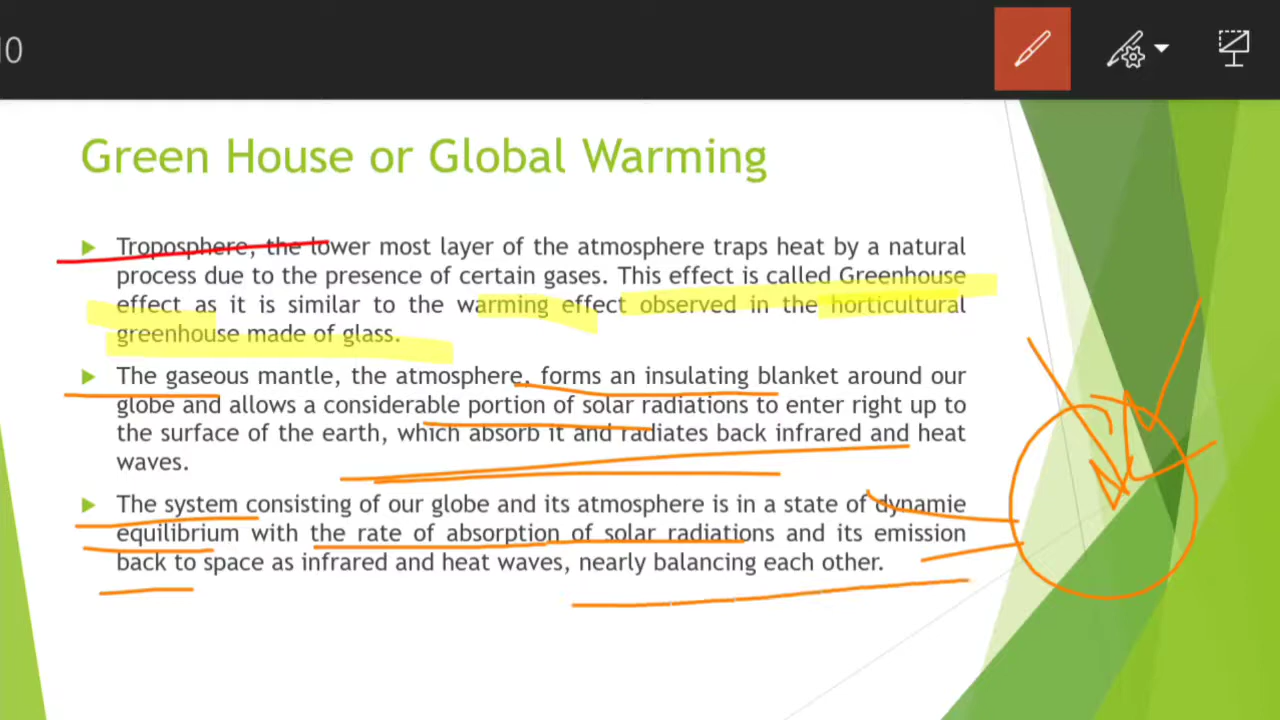 10
Green House or Global Warming
Troposphere, the lower most layer of the atmosphere traps heat by a natural
process due to the presence of certain gases. This effect is called Greenhouse
effect as it is similar to the warming effect observed in the horticultural
greenhouse made of glass.
The gaseous mantle, the atmosphere, forms an insulating blanket around our
globe and allows a considerable portion of solar radiations to enter right up to
the surface of the earth, which absorb it and radiates back infrared and heat
waves.
The system consisting of our globe and its atmosphere is in a state of dynamie
equilibrium with the rate of absorption of solar radiations and its emission
back to space as infrared and heat waves, nearly balancing each other.